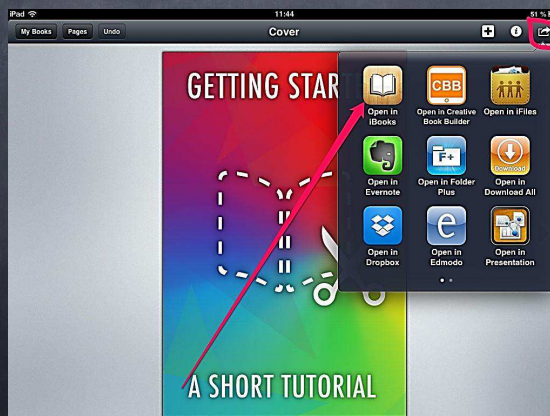 iPad
11:44
51 %
My Books
Pages
Undo
Cover
GETTING STAR
Open in
iBooks
CBB
Open in Creative
Book Builder
Open in iFiles
Open in
Evernote
F+
Open in Folder
Plus
Download
Open in
Download All
Open in
Dropbox
e
Open in
Edmodo
Open in
Presentation
A SHORT TUTORIAL